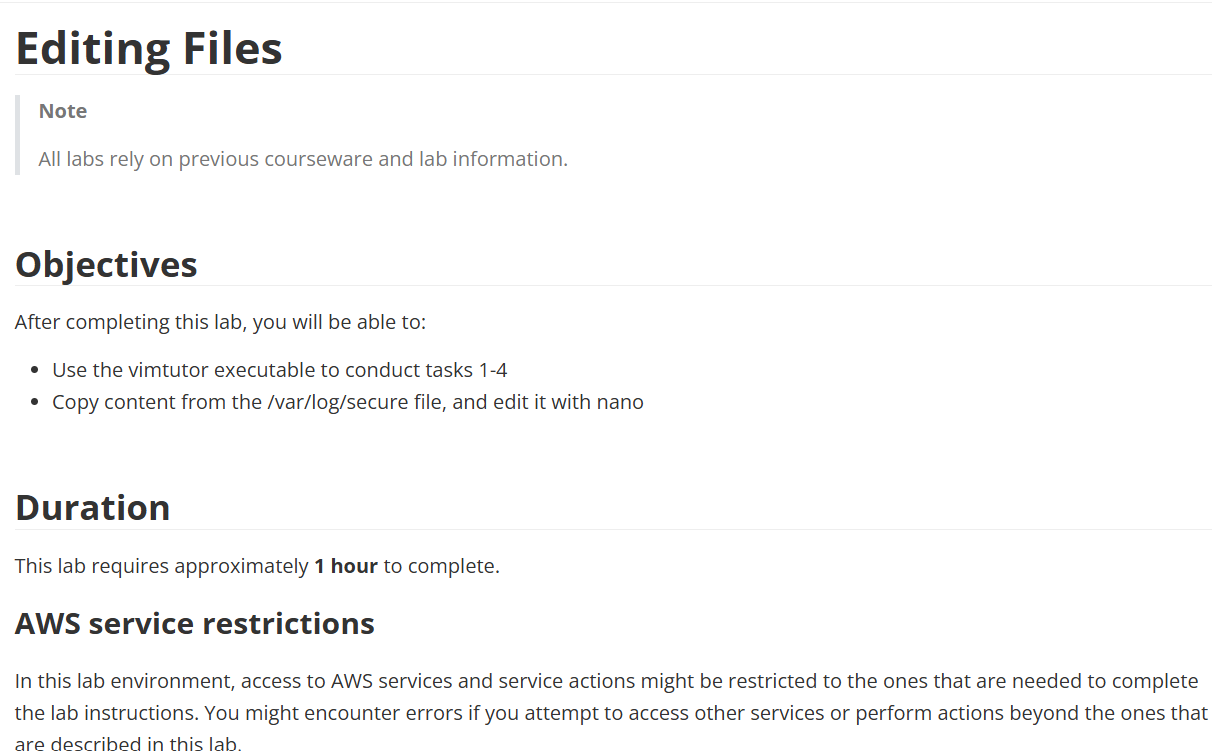 Editing Files
Note
All labs rely on previous courseware and lab information.
Objectives
After completing this lab, you will be able to:
• Use the vimtutor executable to conduct tasks 1-4
• Copy content from the /var/log/secure file, and edit it with nano
Duration
This lab requires approximately 1 hour to complete.
AWS service restrictions
In this lab environment, access to AWS services and service actions might be restricted to the ones that are needed to complete
the lab instructions. You might encounter errors if you attempt to access other services or perform actions beyond the ones that
are described in this lab.